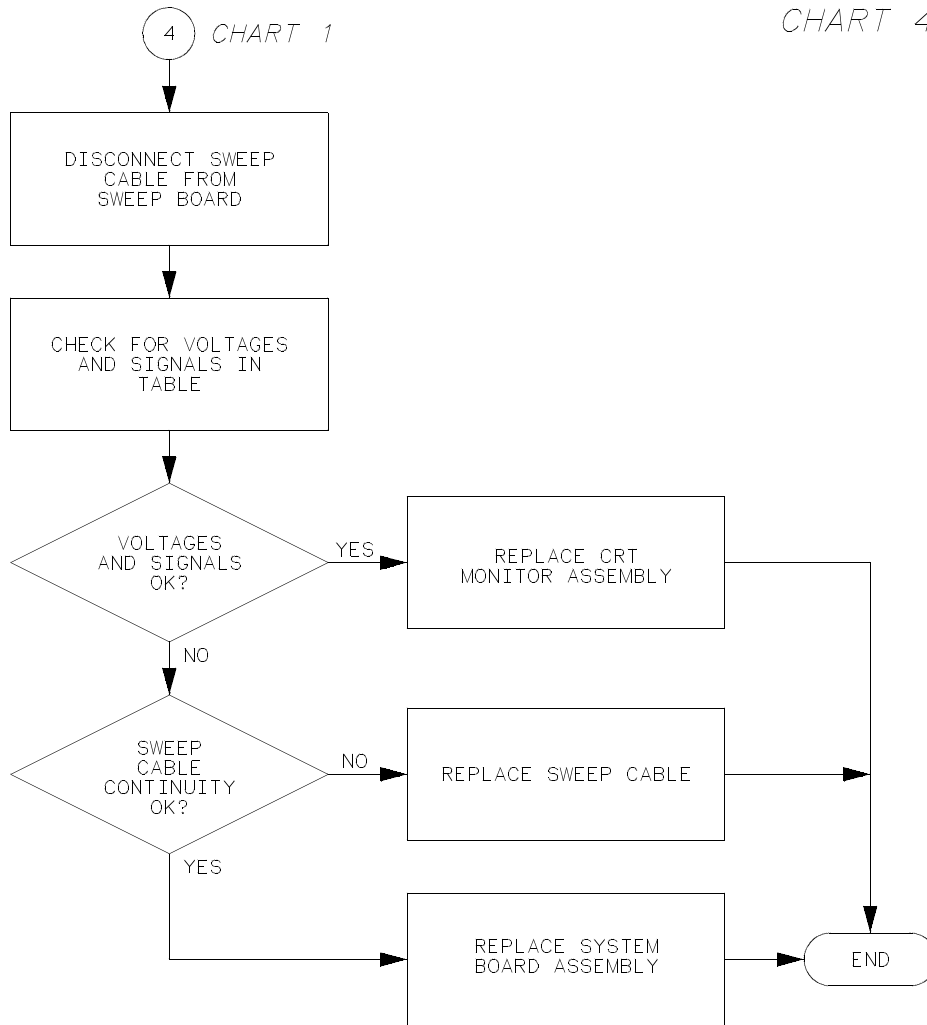 4 CHART 1
CHART 4
DISCONNECT SWEEP
CABLE FROM
SWEEP BOARD
CHECK FOR VOLTAGES
AND SIGNALS IN
TABLE
VOLTAGES
AND SIGNALS
OK?
YES
REPLACE CRT
MONITOR ASSEMBLY
NO
SWEEP
CABLE
CONTINUITY
OK?
NO
REPLACE SWEEP CABLE
YES
REPLACE SYSTEM
BOARD ASSEMBLY
END